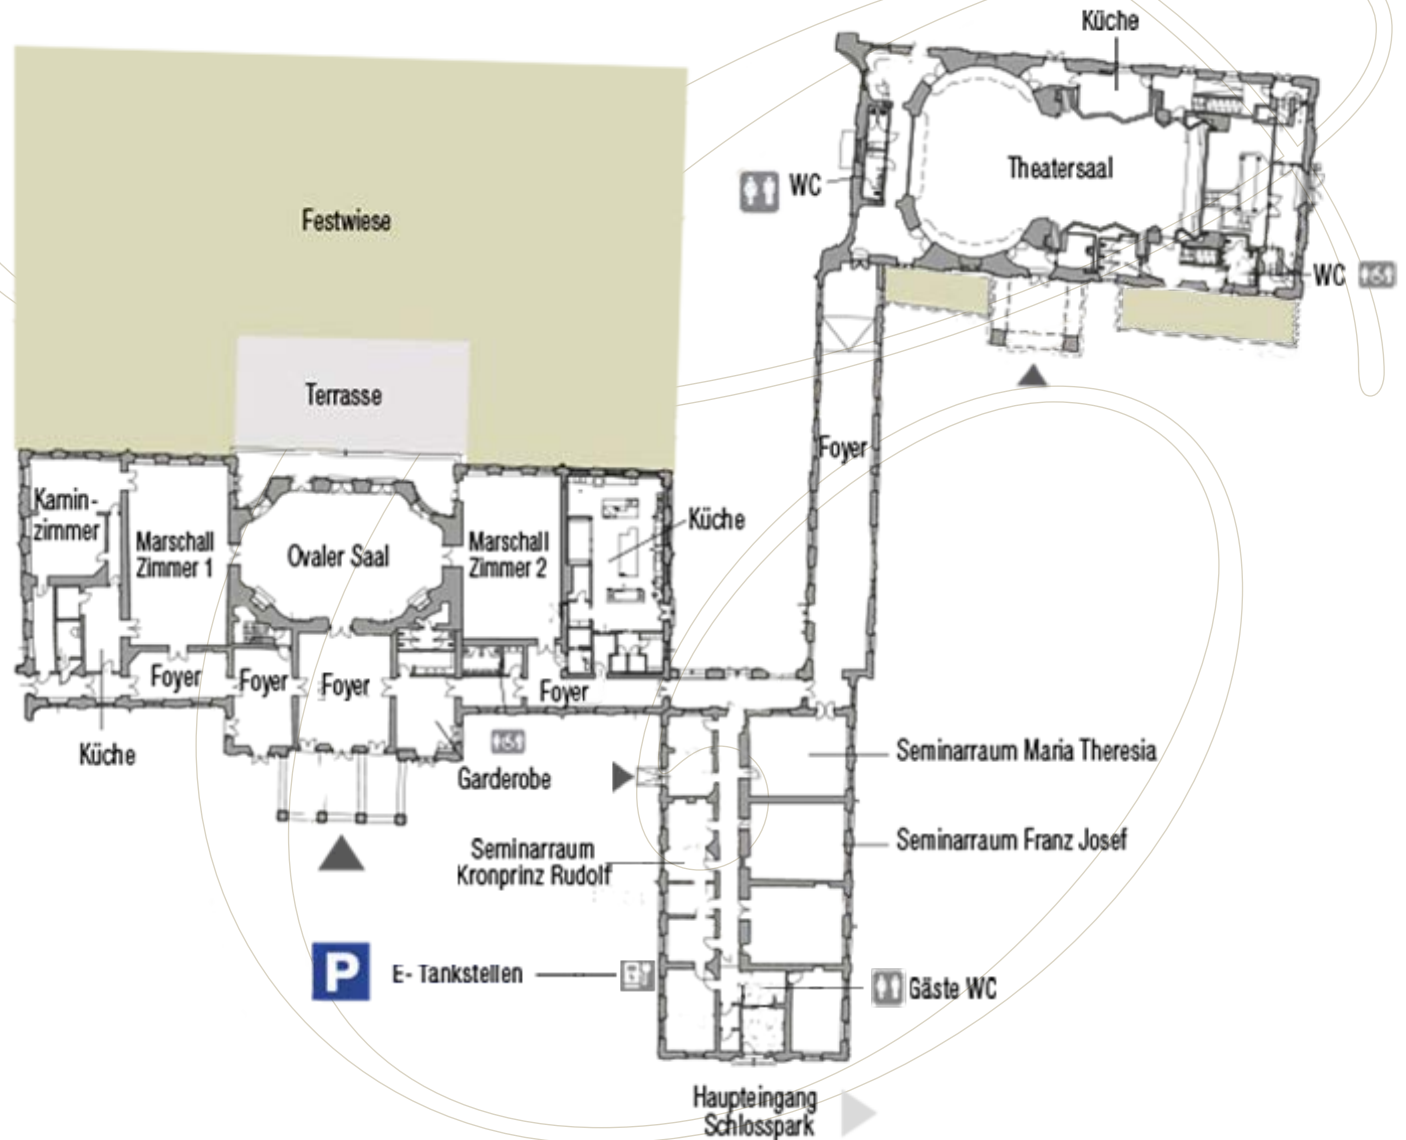 Küche
Theatersaal
WC
WC
Festwiese
Terrasse
Foyer
Kamin-
zimmer
Marschall
Zimmer 1
Ovaler Saal
Marschall
Zimmer 2
Küche
Foyer
Foyer
Foyer
Foyer
Küche
Garderobe
Seminarraum Maria Theresia
Seminarraum Franz Josef
Seminarraum
Kronprinz Rudolf
P
E- Tankstellen
Gäste WC
Haupteingang
Schlosspark